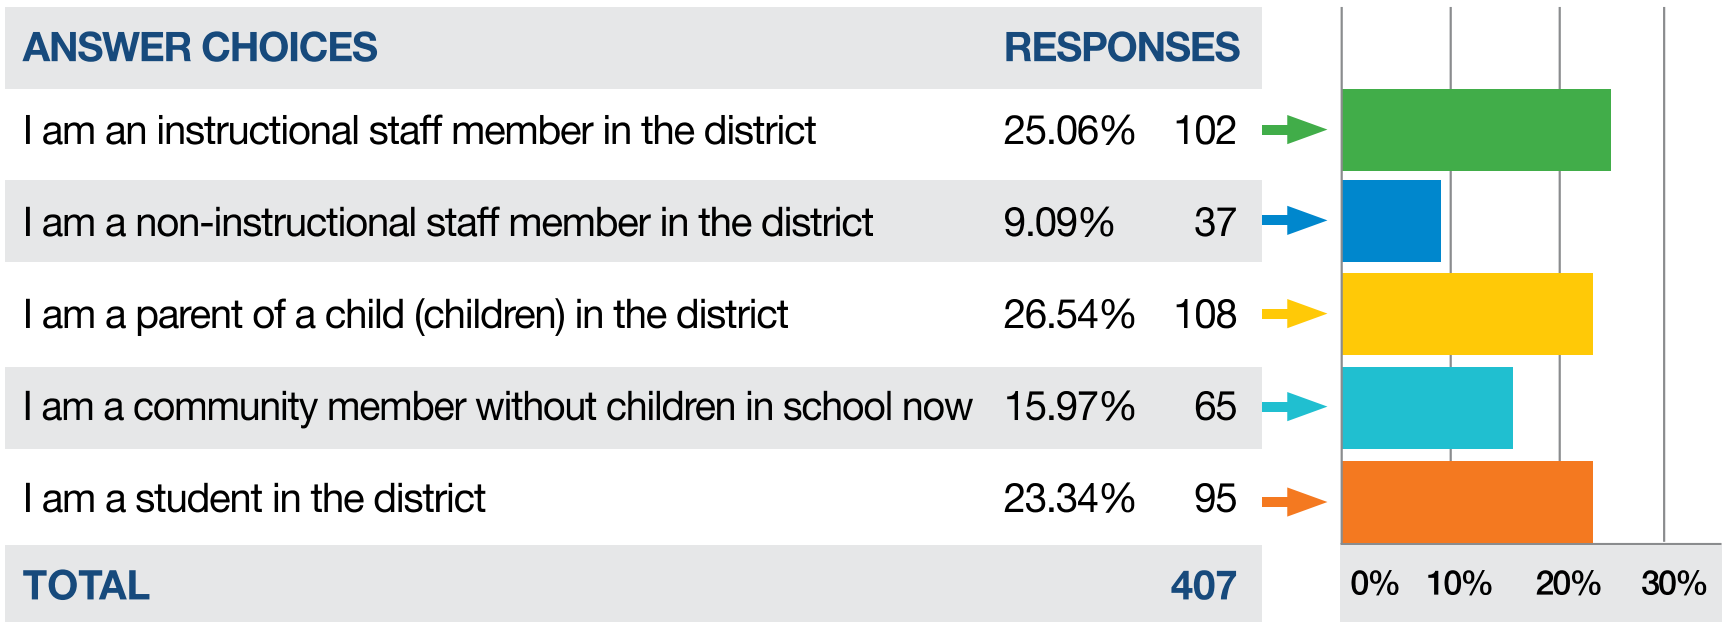 ANSWER CHOICES RESPONSES
I am an instructional staff member in the district 25.06% 102
I am a non-instructional staff member in the district 9.09% 37
I am a parent of a child (children) in the district 26.54% 108
I am a community member without children in school now 15.97% 65
I am a student in the district 23.34% 95
TOTAL 407
0% 10% 20% 30%